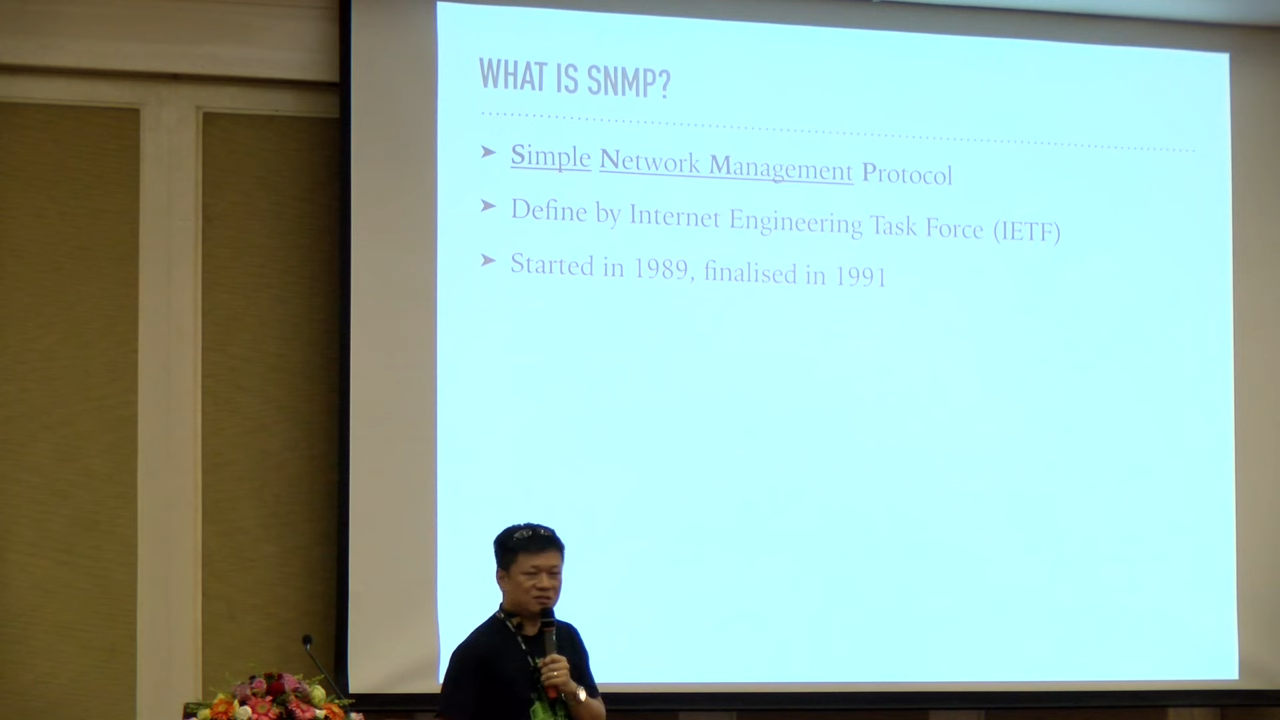 WHAT IS SNMP?
Simple Network Management Protocol
Define by Internet Engineering Task Force (IETF)
Started in 1989, finalised in 1991